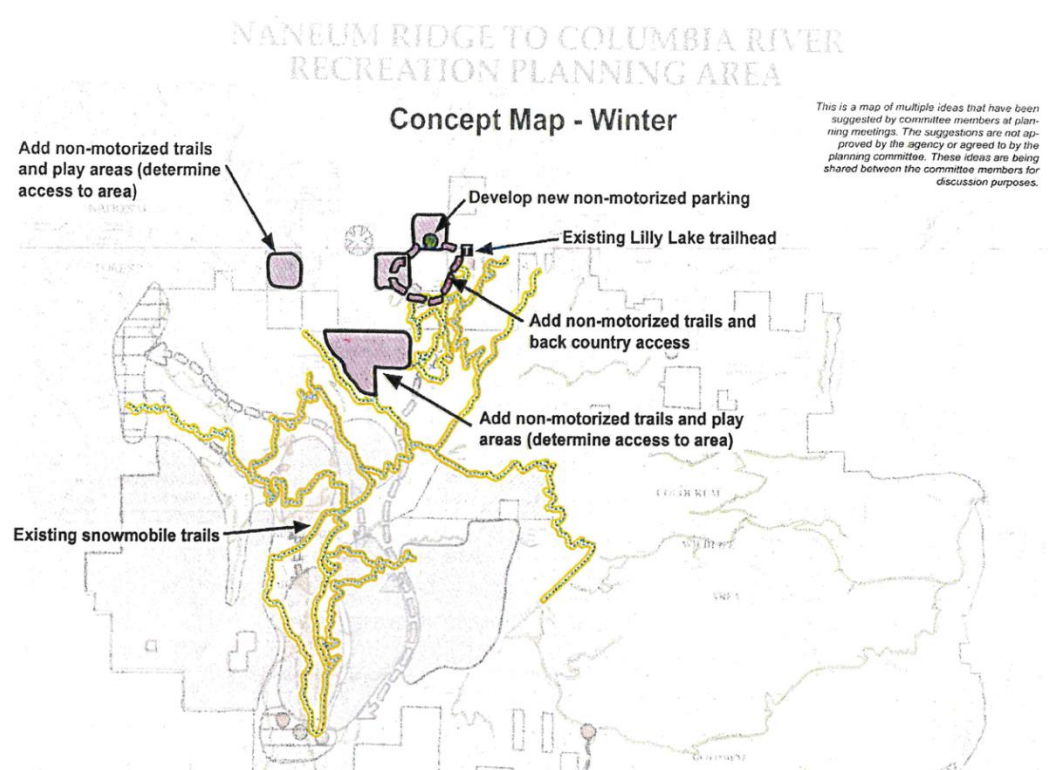 NANEUM RIDGE TO COLUMBIA RIVER
RECREATION PLANNING AREA
Concept Map - Winter
This is a map of multiple ideas that have been
suggested by committee members at plan-
ning meetings. The suggestions are not ap-
proved by the agency or agreed to by the
planning committee. These ideas are being
shared between the committee members for
discussion purposes.
Add non-motorized trails
and play areas (determine
access to area)
NATIONAL
FOREST
Develop new non-motorized parking
T
Existing Lilly Lake trailhead
Add non-motorized trails and
back country access
Add non-motorized trails and play
areas (determine access to area)
COLOCKUM
WILDLIFE
AREA
Existing snowmobile trails